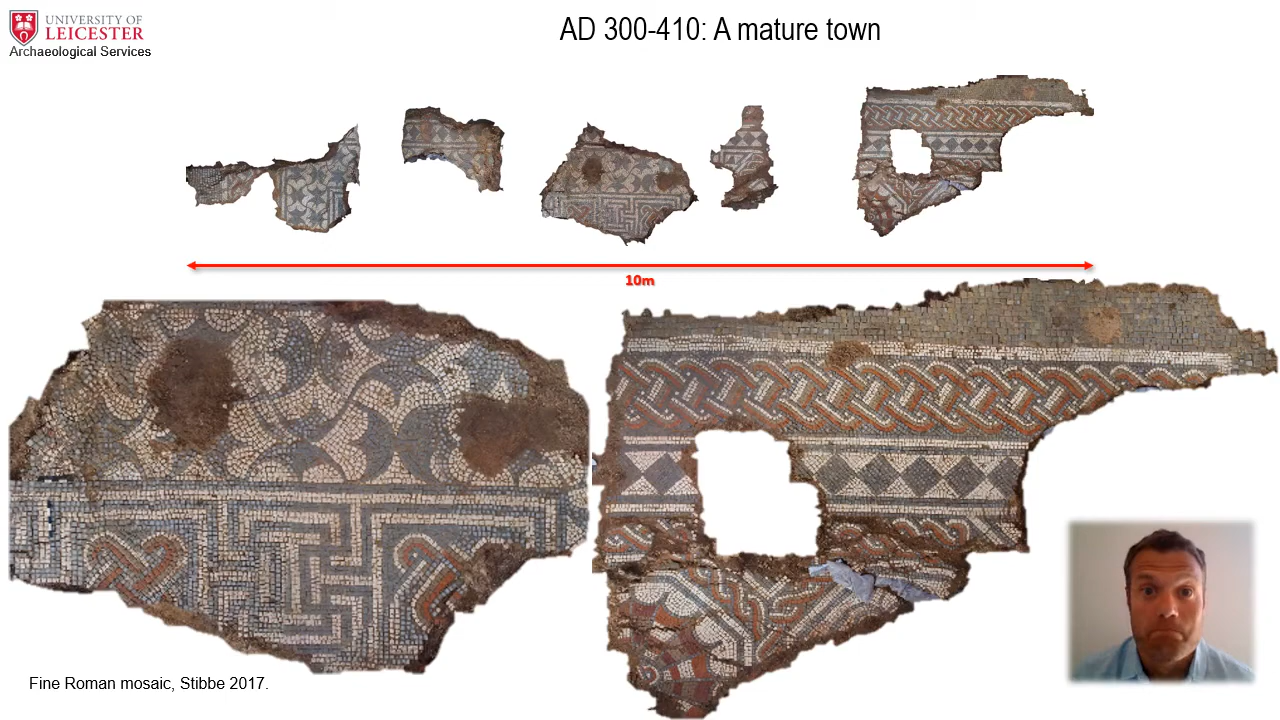 UNIVERSITY OF
LEICESTER
Archaeological Services
AD 300-410: A mature town
10m
Fine Roman mosaic, Stibbe 2017.